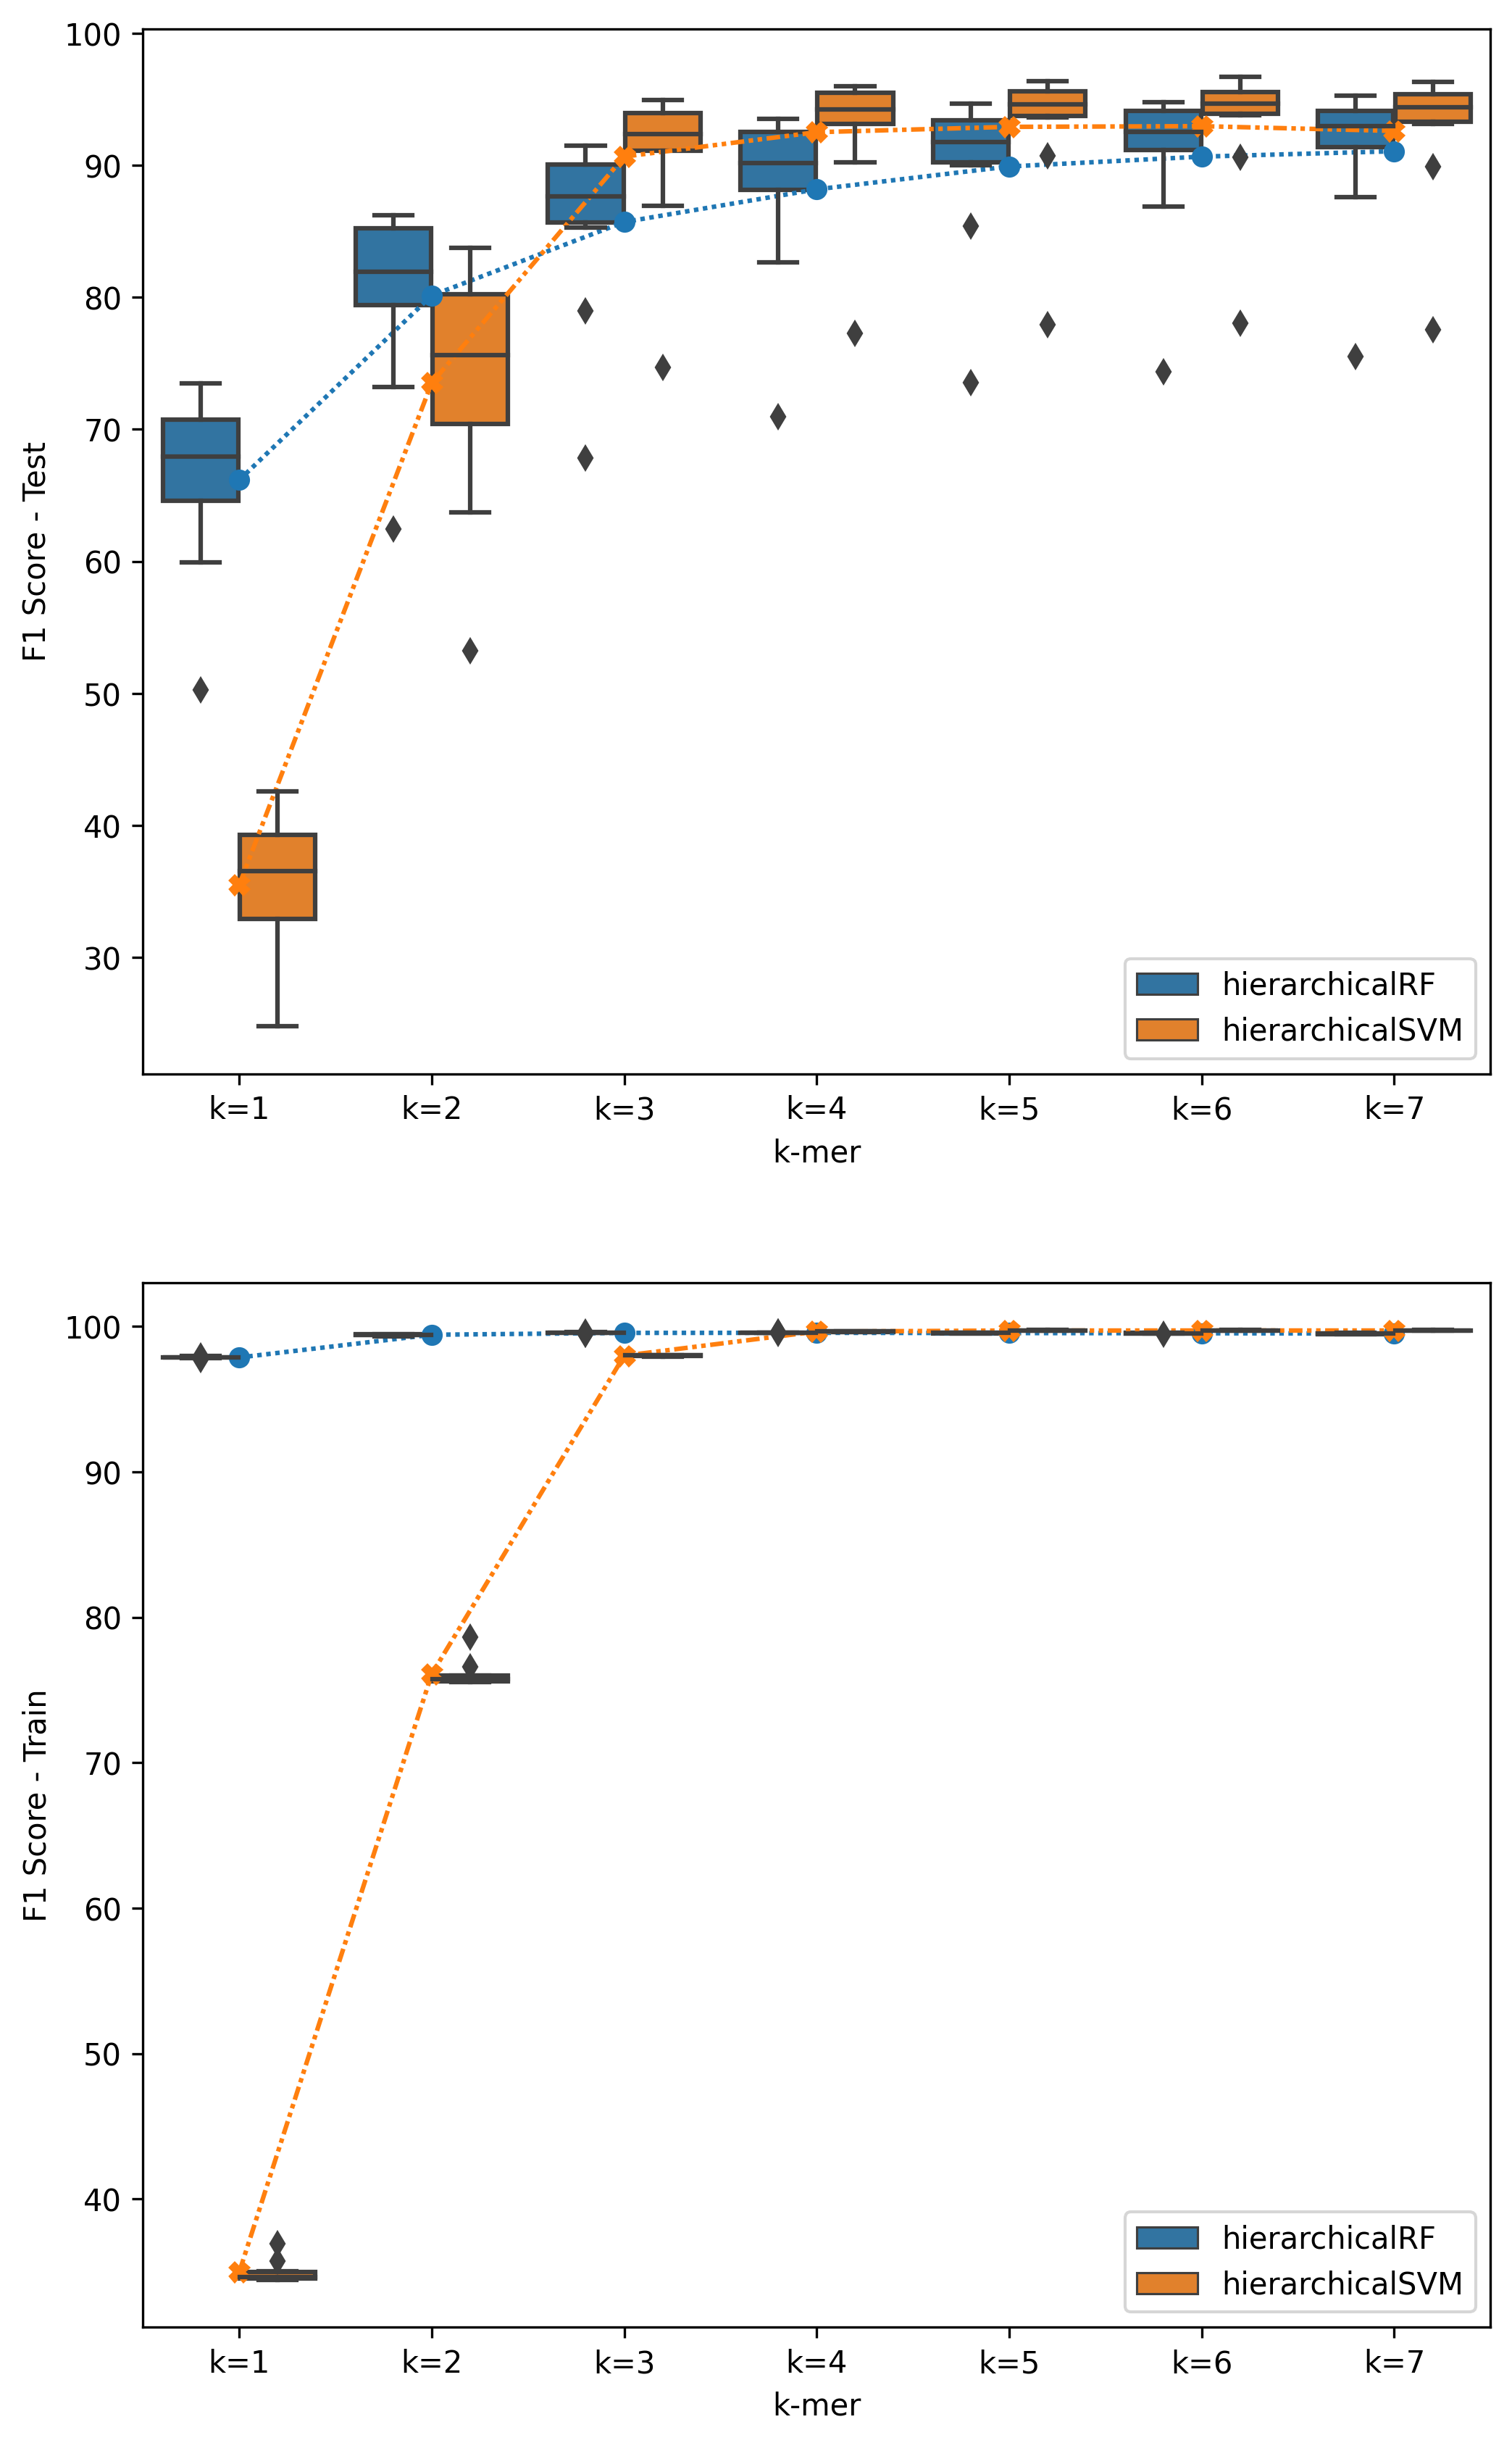 100
90
80
70
60
50
40
30
F1 Score - Test
hierarchicalRF
hierarchicalSVM
k=1 k=2 k=3 k=4 k=5 k=6 k=7
k-mer
100
90
80
70
60
50
40
F1 Score - Train
hierarchicalRF
hierarchicalSVM
k=1 k=2 k=3 k=4 k=5 k=6 k=7
k-mer